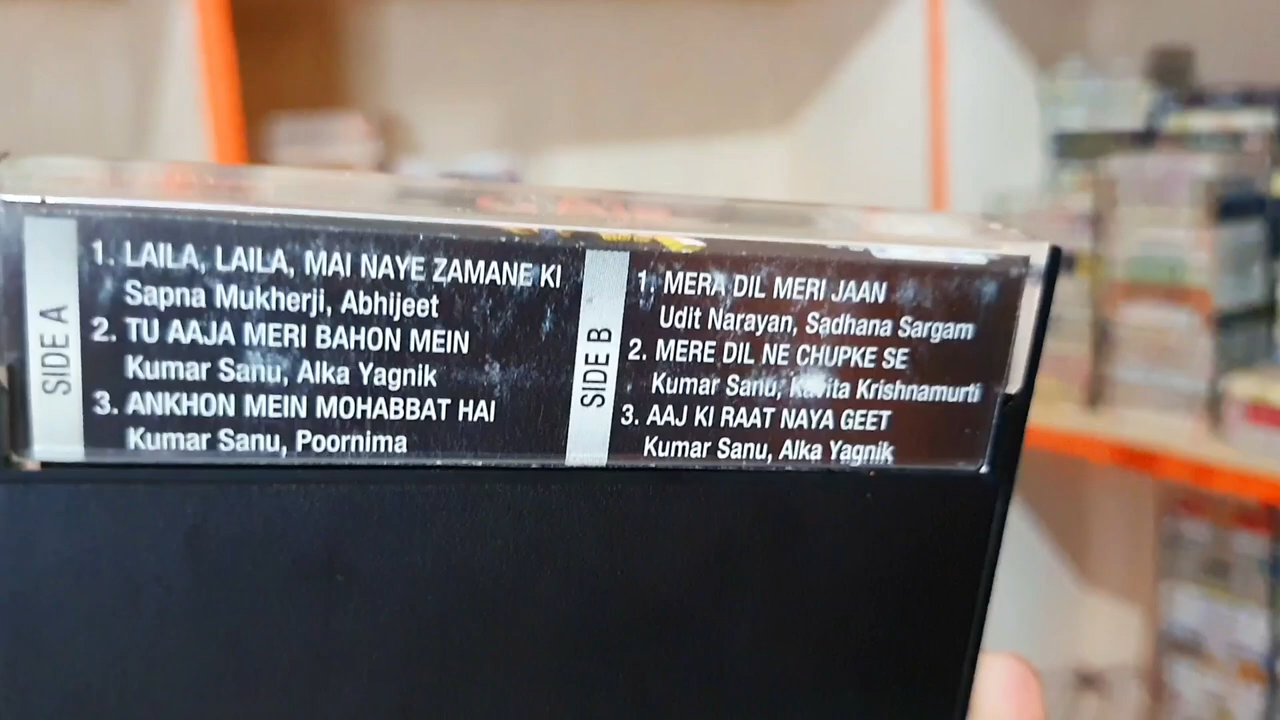 SIDE A
1. LAILA, LAILA, MAI NAYE ZAMANE KI
Sapna Mukherji, Abhijeet
2. TU AAJA MERI BAHON MEIN
Kumar Sanu, Alka Yagnik
3. ANKHON MEIN MOHABBAT HAI
Kumar Sanu, Poornima
SIDE B
1. MERA DIL MERI JAAN
Udit Narayan, Sadhana Sargam
2. MERE DIL NE CHUPKE SE
Kumar Sanu, Kavita Krishnamurti
3. AAJ KI RAAT NAYA GEET
Kumar Sanu, Alka Yagnik